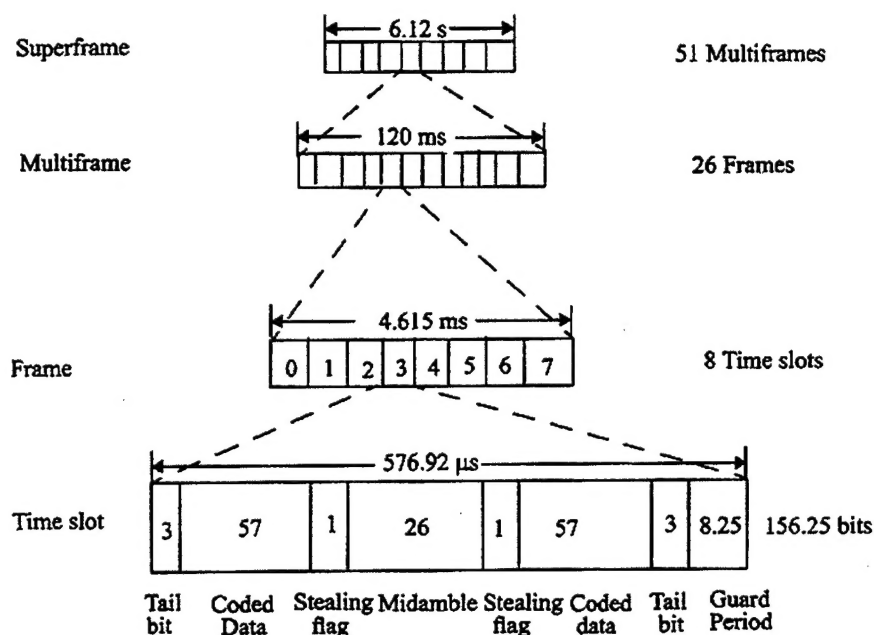 6.12 s
Superframe
51 Multiframes
120 ms
Multiframe
26 Frames
4.615 ms
Frame
0 1 2 3 4 5 6 7
8 Time slots
576.92 µs
Time slot
3 57 1 26 1 57 3 8.25
156.25 bits
Tail bit
Coded Data
Stealing flag
Midamble
Stealing flag
Coded data
Tail bit
Guard Period